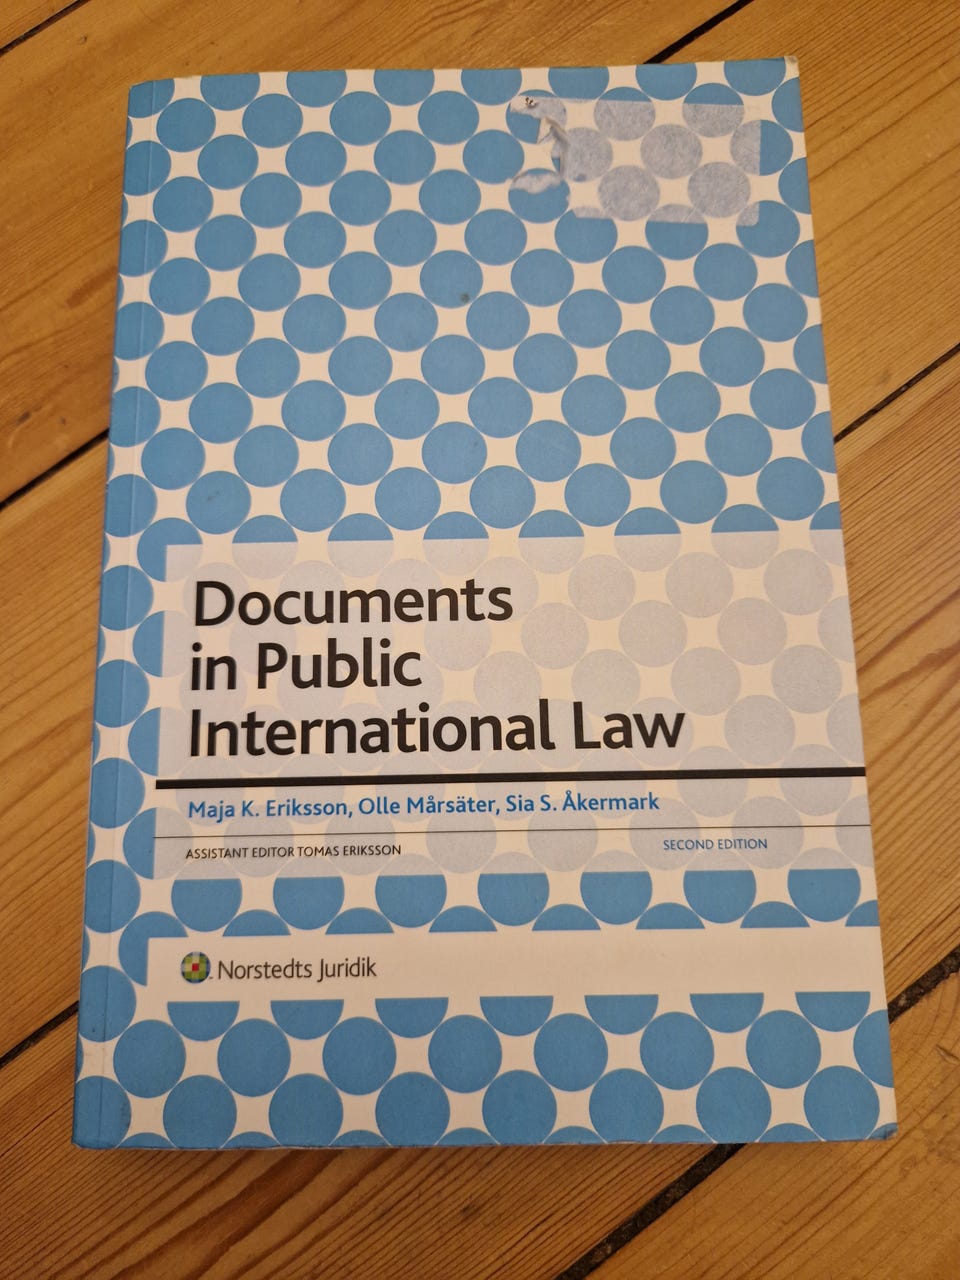 Documents
in Public
International Law
Maja K. Eriksson, Olle Mårsäter, Sia S. Åkermark
ASSISTANT EDITOR TOMAS ERIKSSON
SECOND EDITION
Norstedts Juridik